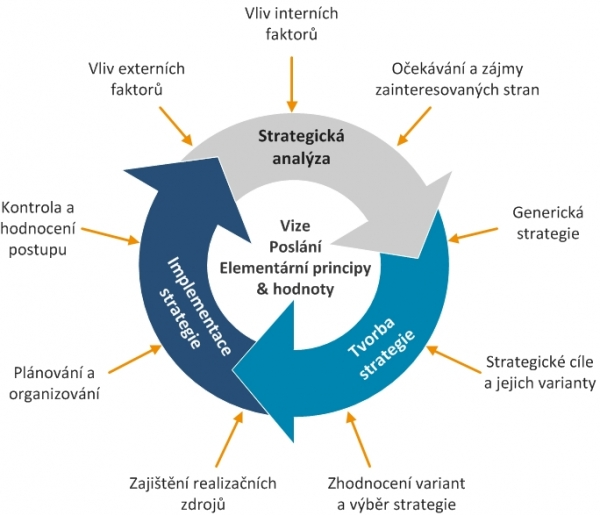 Vliv interních
faktorů
Vliv externích
faktorů
Očekávání a zájmy
zainteresovaných stran
Strategická
analýza
Kontrola a
hodnocení
postupu
Generická
strategie
Vize
Poslání
Elementární principy
& hodnoty
Implementace
strategie
Tvorba
strategie
Plánování a
organizování
Strategické cíle
a jejich varianty
Zajištění realizačních
zdrojů
Zhodnocení variant
a výběr strategie